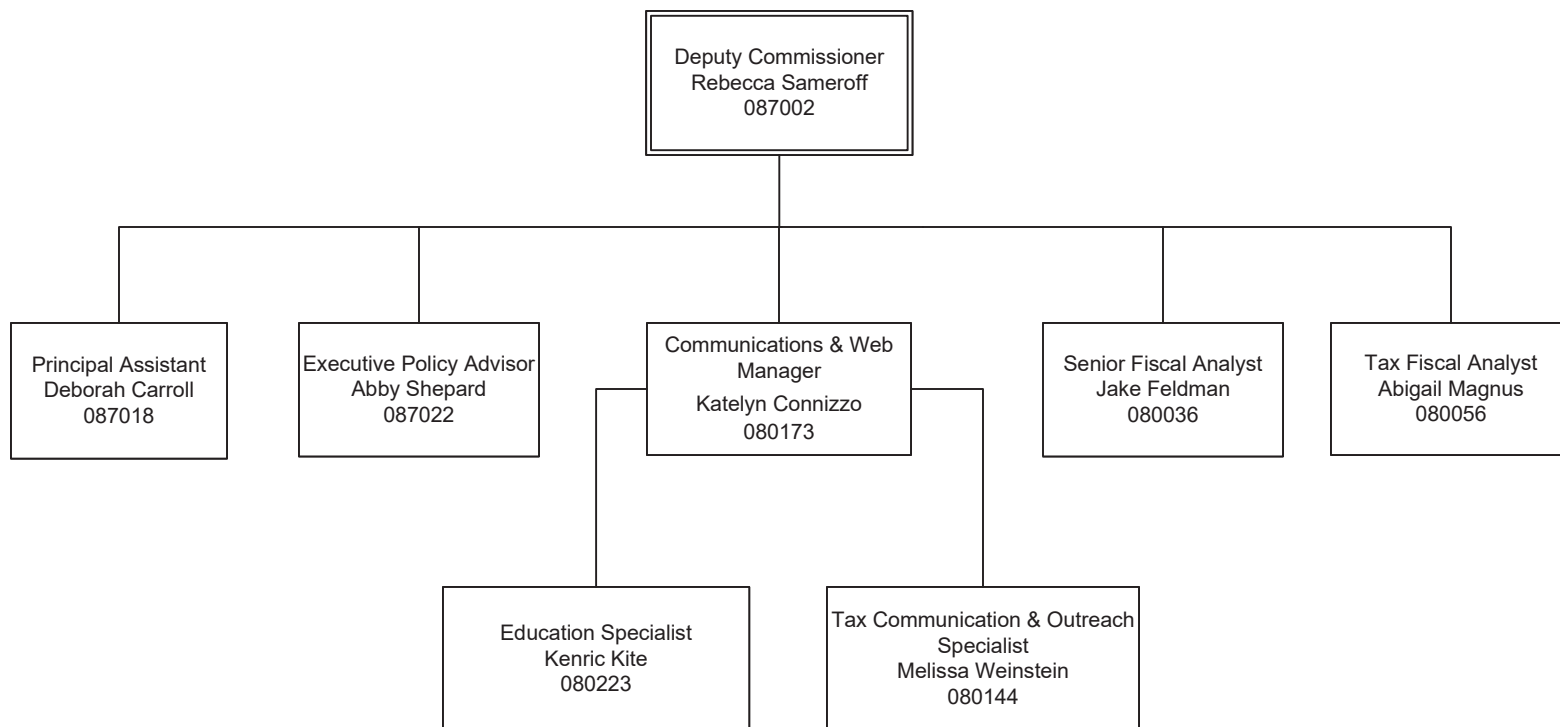 Deputy Commissioner
Rebecca Sameroff
087002
Principal Assistant
Deborah Carroll
087018
Executive Policy Advisor
Abby Shepard
087022
Communications & Web
Manager
Katelyn Connizzo
080173
Senior Fiscal Analyst
Jake Feldman
080036
Tax Fiscal Analyst
Abigail Magnus
080056
Education Specialist
Kenric Kite
080223
Tax Communication & Outreach
Specialist
Melissa Weinstein
080144